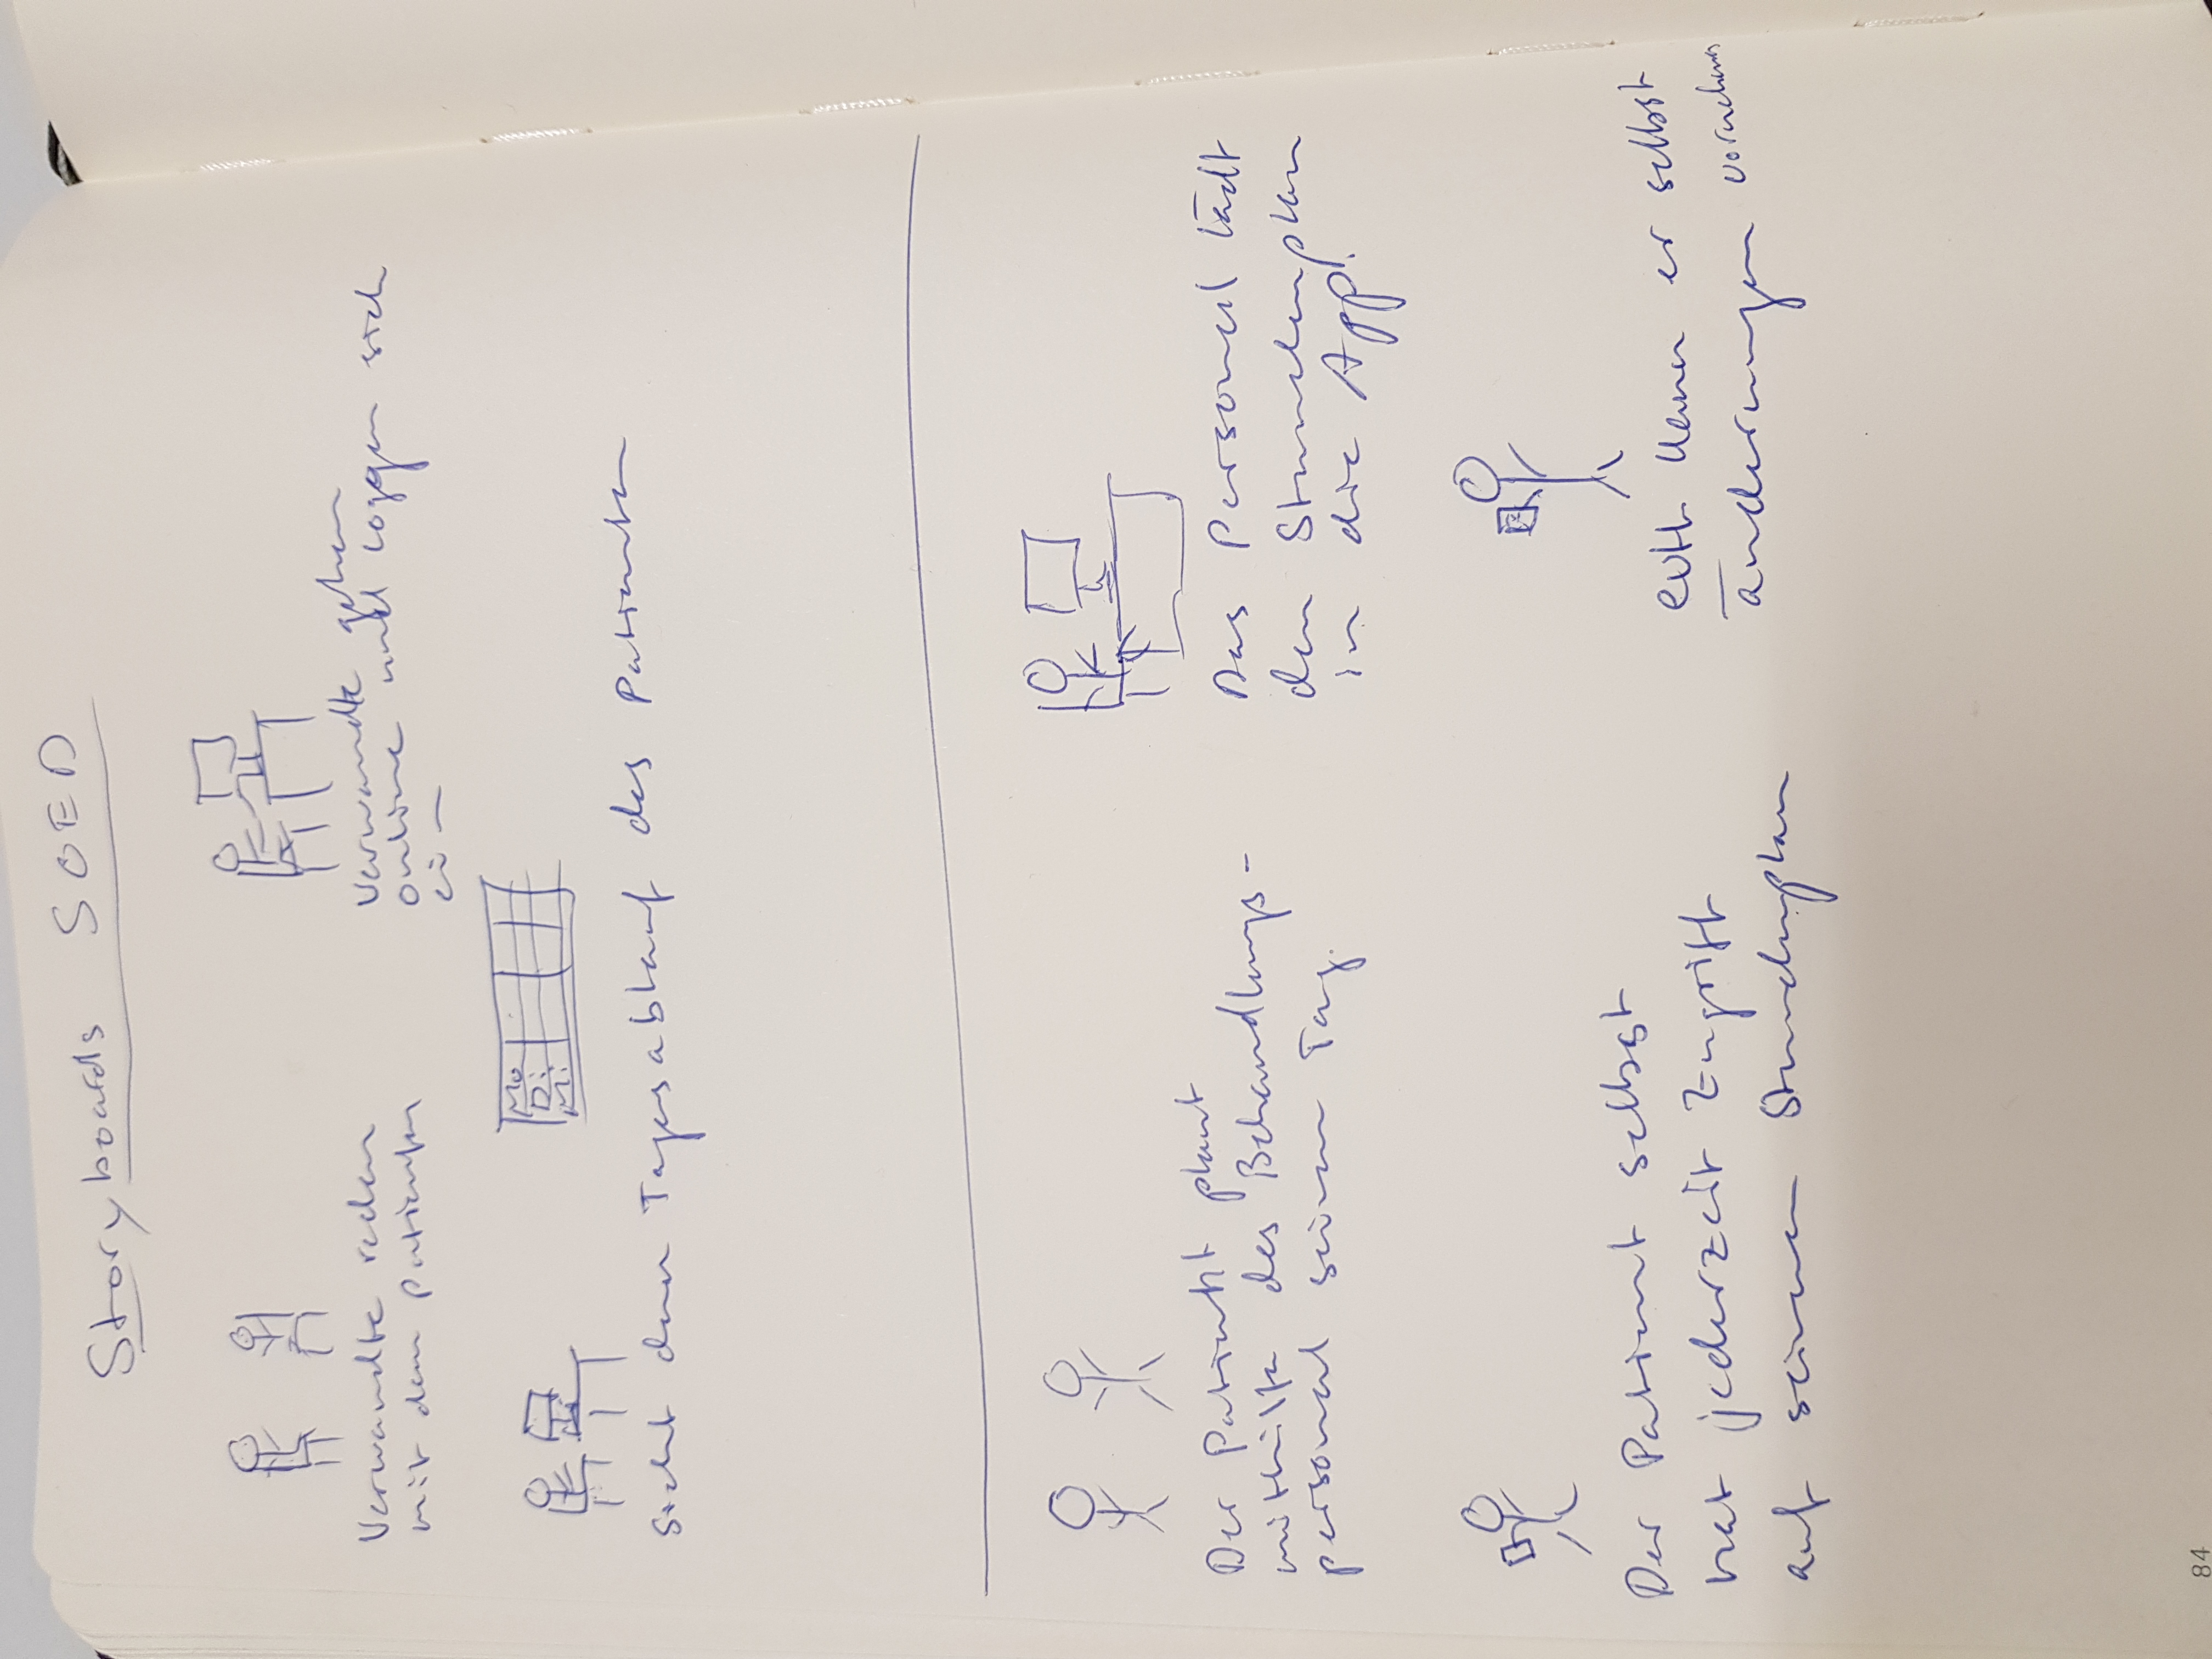 Storyboards SOED
Verwandte reden
mit dem Patienten
Verwandte gehen
online und loggen sich
ein
Mo
Di
Mi
Sieht den Tagesablauf des Patienten
Der Patient plant
mithilfe des Behandlungs-
personal seinen Tag.
Das Personal lädt
den Stundenplan
in die App.
Der Patient selbst
hat jederzeit Zugriff
auf seinen Stundenplan
evtl. kann er selbst
änderungen vornehmen
84